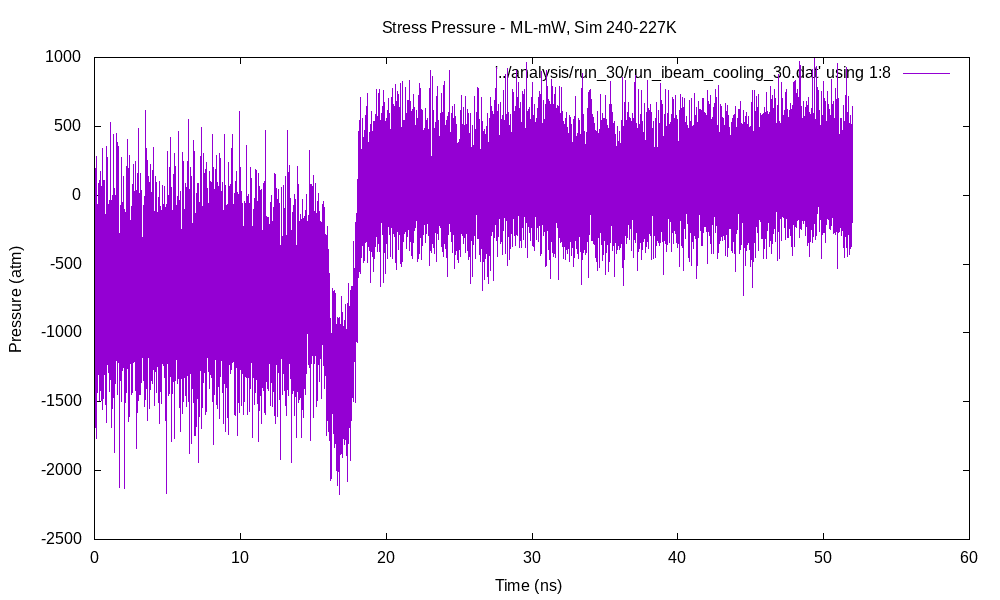 Stress Pressure - ML-mW, Sim 240-227K
'../analysis/run_30/run_ibeam_cooling_30.dat' using 1:8
1000
500
0
-500
-1000
-1500
-2000
-2500
Pressure (atm)
0 10 20 30 40 50 60
Time (ns)